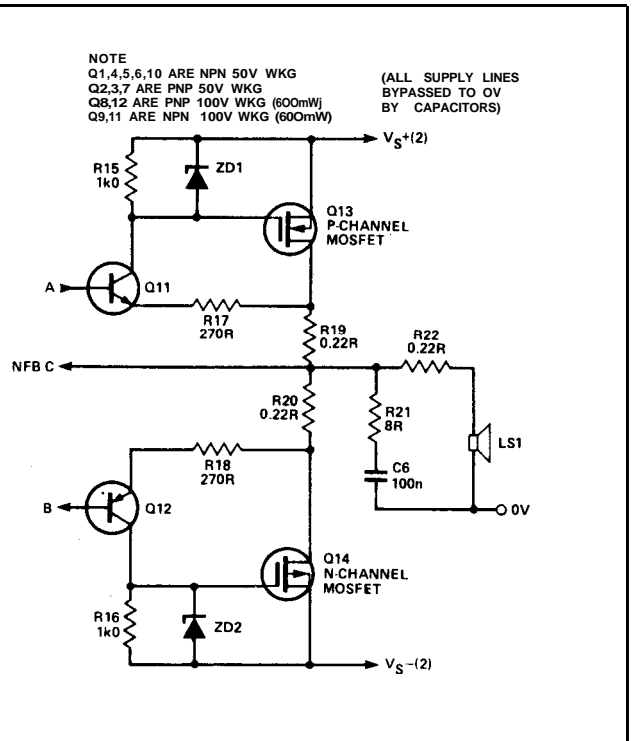 NOTE
Q1,4,5,6,10 ARE NPN 50V WKG
Q2,3,7 ARE PNP 50V WKG
Q8,12 ARE PNP 100V WKG (600mWj
Q9,11 ARE NPN 100V WKG (600mW)
(ALL SUPPLY LINES
BYPASSED TO OV
BY CAPACITORS)
VS+(2)
R15
1k0
ZD1
Q13
P-CHANNEL
MOSFET
A
Q11
R17
270R
R19
0.22R
R22
0.22R
NFB C
R20
0.22R
R21
8R
LS1
R18
270R
C6
100n
B
Q12
0V
Q14
N-CHANNEL
MOSFET
R16
1k0
ZD2
VS−(2)